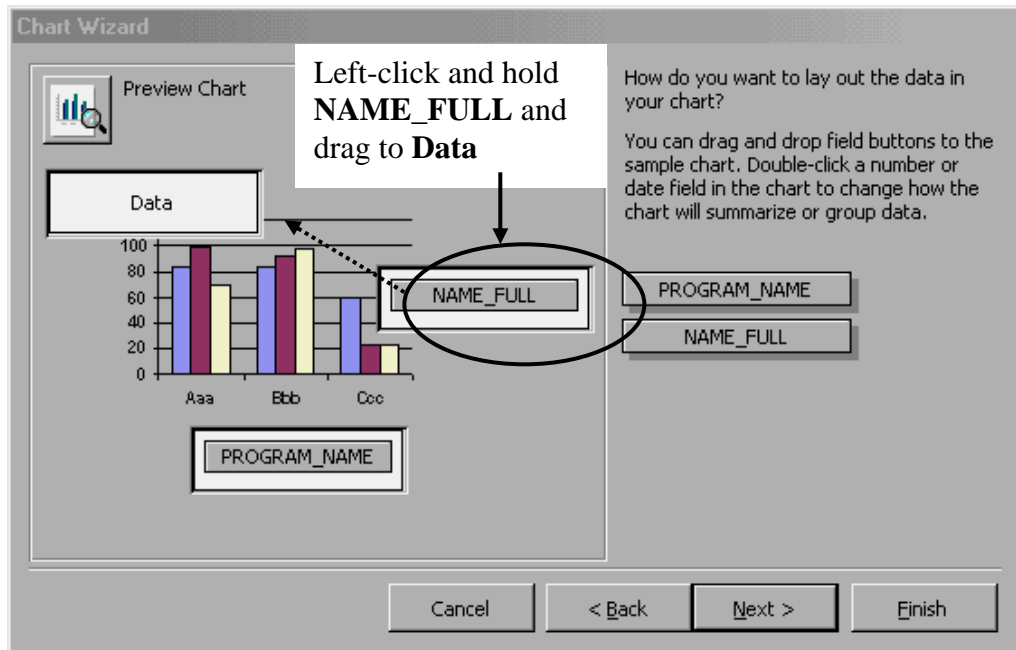 Chart Wizard
Preview Chart
Left-click and hold
NAME_FULL and
drag to Data
How do you want to lay out the data in
your chart?
You can drag and drop field buttons to the
sample chart. Double-click a number or
date field in the chart to change how the
chart will summarize or group data.
Data
100
80
60
40
20
0
Aaa Bbb Ccc
NAME_FULL
PROGRAM_NAME
PROGRAM_NAME
NAME_FULL
Cancel < Back Next > Finish